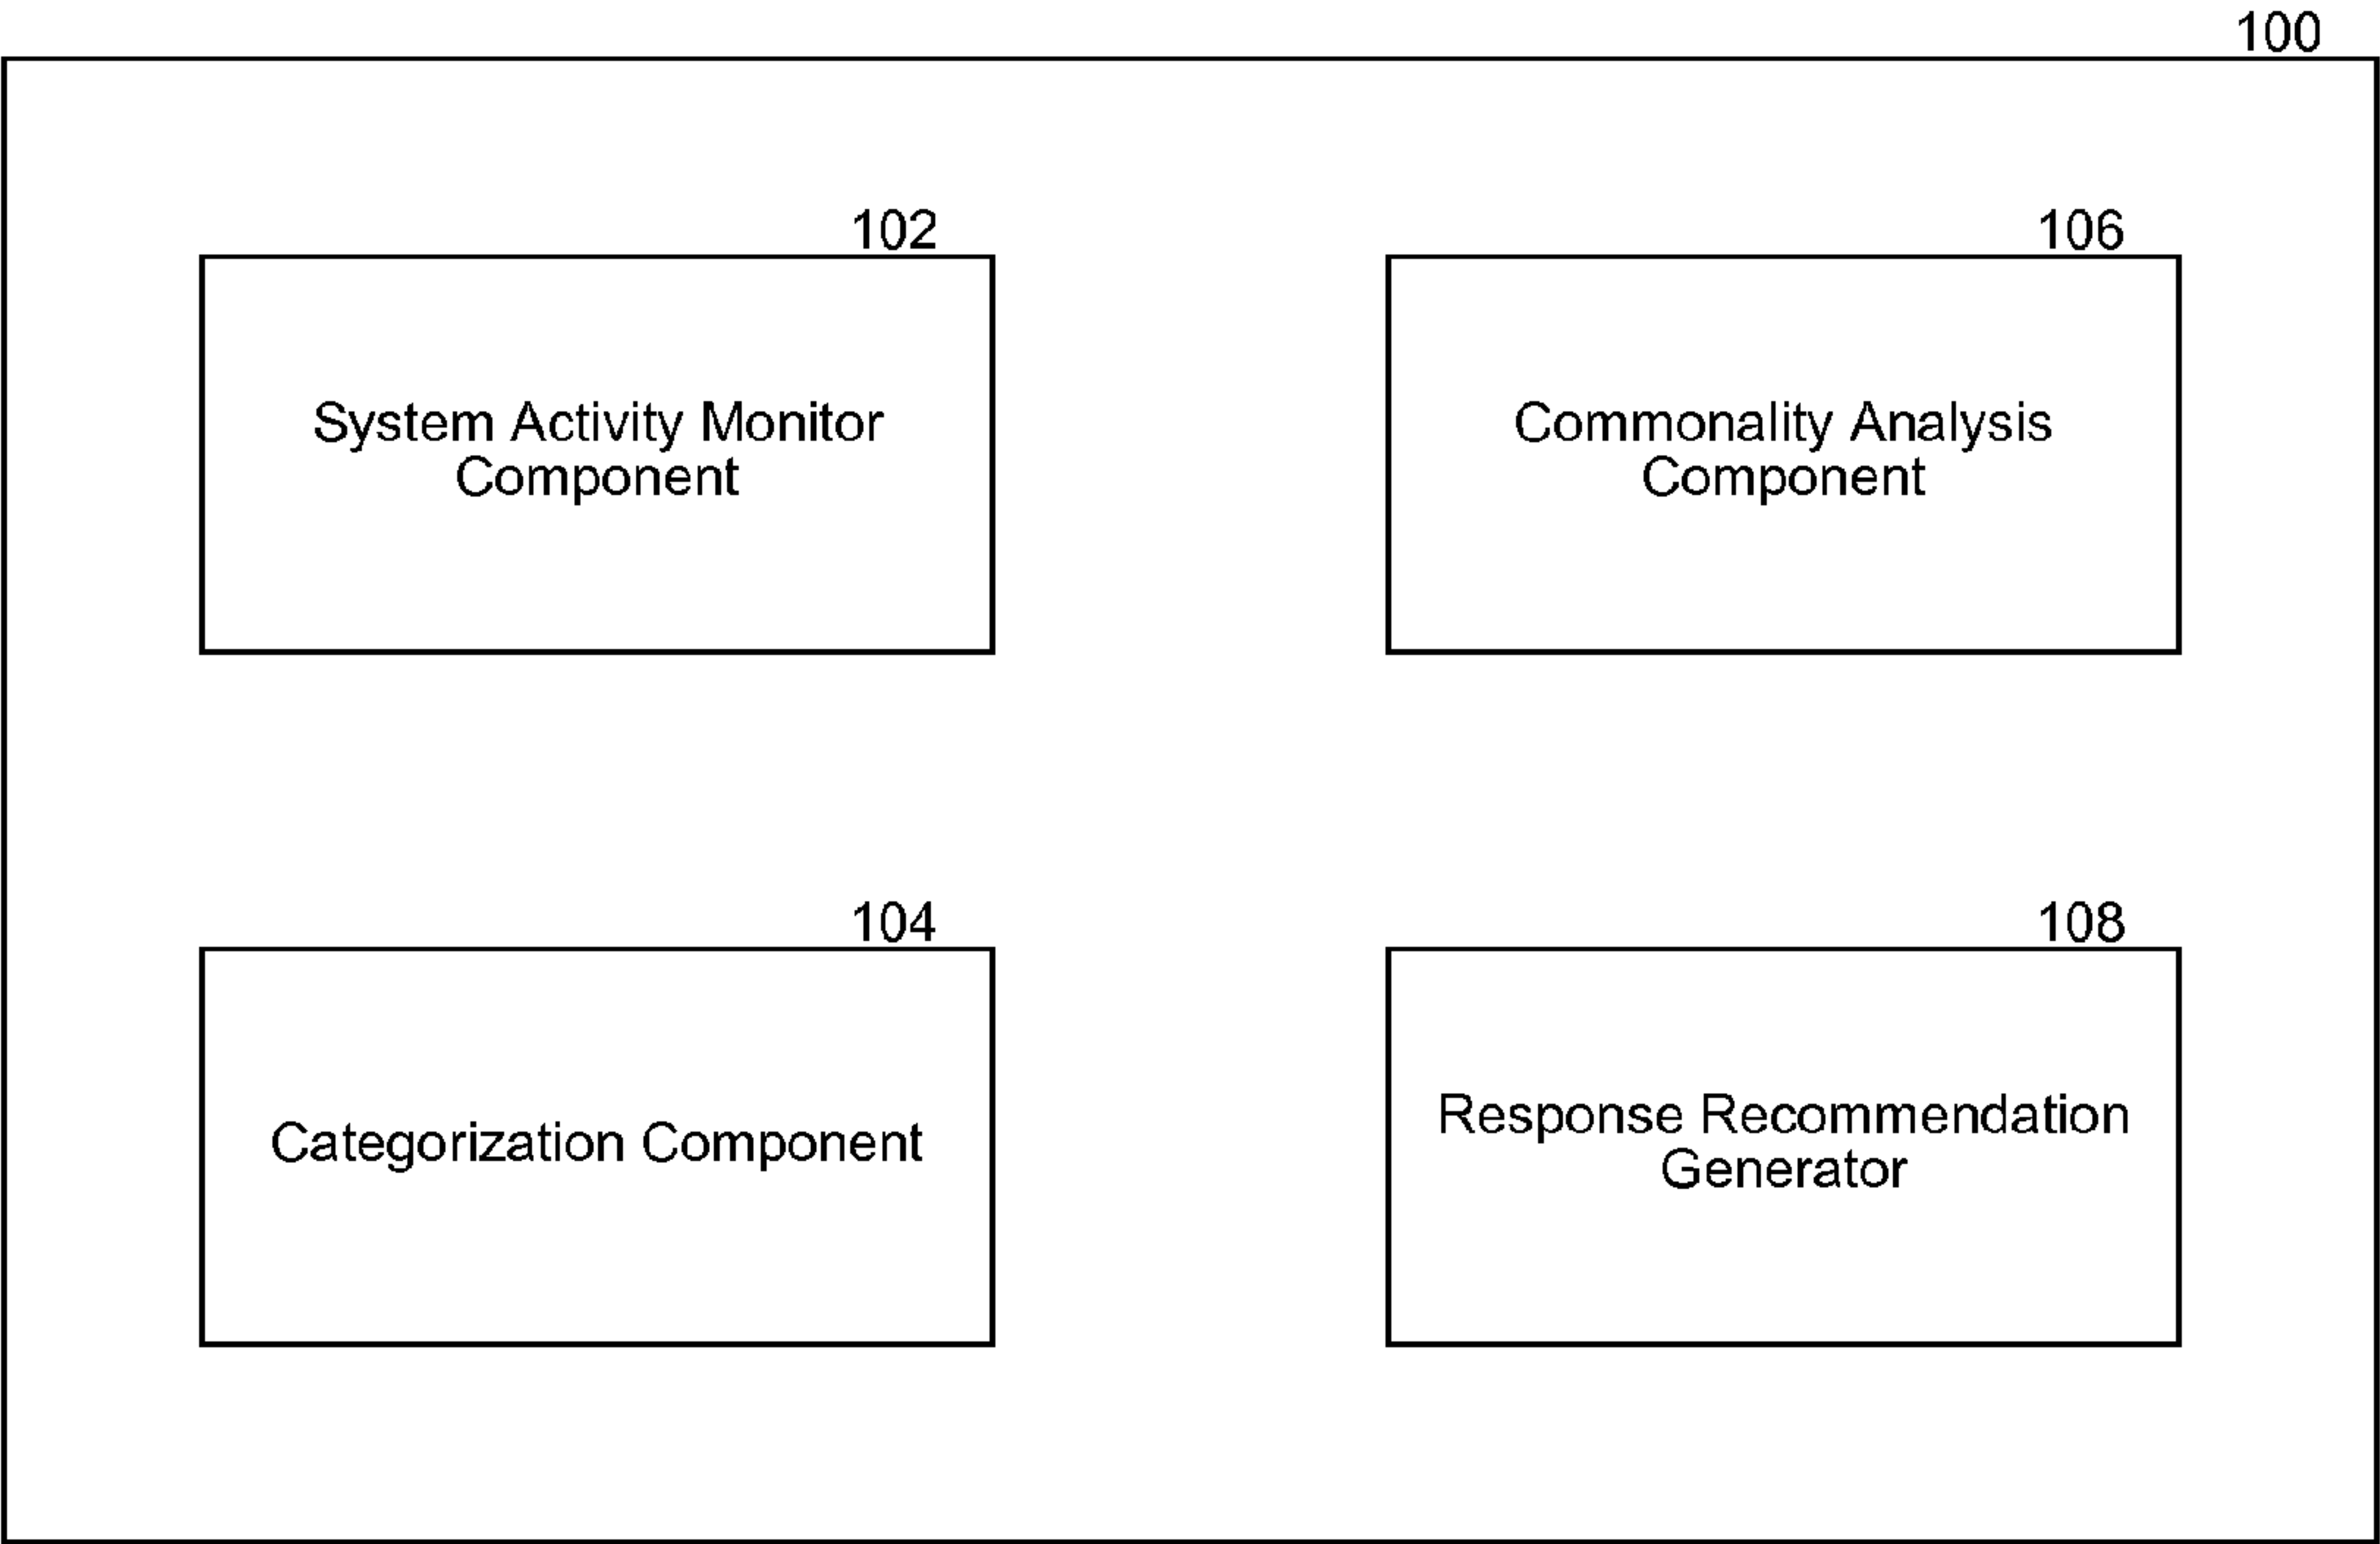 100
102
System Activity Monitor
Component
106
Commonality Analysis
Component
104
Categorization Component
108
Response Recommendation
Generator